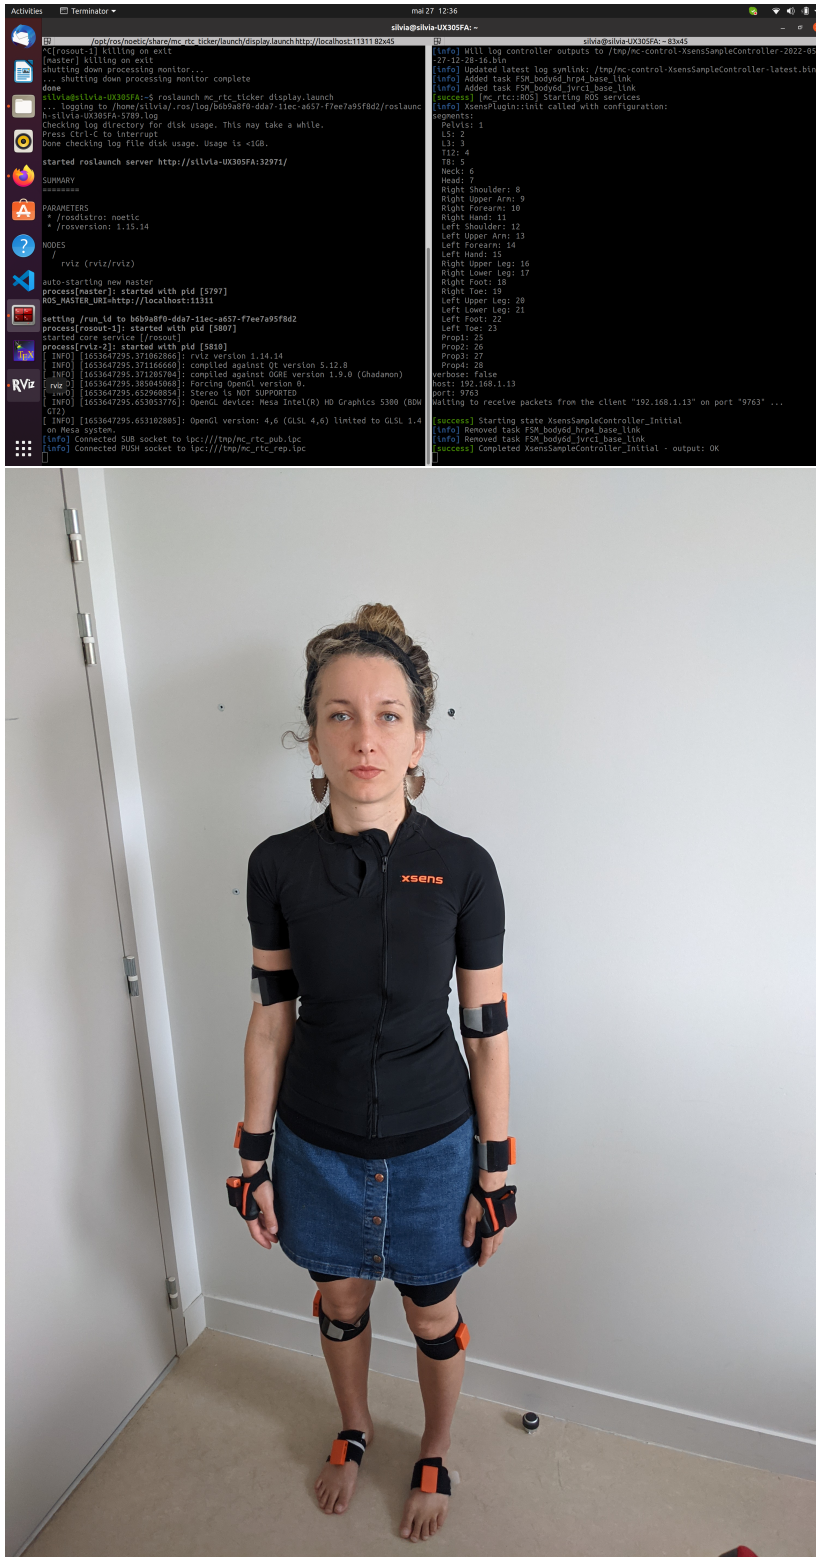 Activities
Terminator
mai 27 12:36
silvia@silvia-UX305FA: ~
/opt/ros/noetic/share/mc_rtc_ticker/launch/display.launch http://localhost:11311 82x45
^C[rosout-1] killing on exit
[master] killing on exit
shutting down processing monitor...
... shutting down processing monitor complete
done
silvia@silvia-UX305FA:~$ roslaunch mc_rtc_ticker display.launch
... logging to /home/silvia/.ros/log/b6b9a8f0-dda7-11ec-a657-f7ee7a95f8d2/roslaunc
h-silvia-UX305FA-5789.log
Checking log directory for disk usage. This may take a while.
Press Ctrl-C to interrupt
Done checking log file disk usage. Usage is <1GB.
started roslaunch server http://silvia-UX305FA:32971/
SUMMARY
========
PARAMETERS
* /rosdistro: noetic
* /rosversion: 1.15.14
NODES
/
rviz (rviz/rviz)
auto-starting new master
process[master]: started with pid [5797]
ROS_MASTER_URI=http://localhost:11311
setting /run_id to b6b9a8f0-dda7-11ec-a657-f7ee7a95f8d2
process[rosout-1]: started with pid [5807]
started core service [/rosout]
process[rviz-2]: started with pid [5810]
[ INFO] [1653647295.371062866]: rviz version 1.14.14
[ INFO] [1653647295.371166660]: compiled against Qt version 5.12.8
[ INFO] [1653647295.371205704]: compiled against OGRE version 1.9.0 (Ghadamon)
[ INFO] [1653647295.385045068]: Forcing OpenGl version 0.
[ INFO] [1653647295.652960854]: Stereo is NOT SUPPORTED
[ INFO] [1653647295.653053776]: OpenGL device: Mesa Intel(R) HD Graphics 5300 (BDW
GT2)
[ INFO] [1653647295.653102805]: OpenGl version: 4,6 (GLSL 4,6) limited to GLSL 1.4
on Mesa system.
[info] Connected SUB socket to ipc:///tmp/mc_rtc_pub.ipc
[info] Connected PUSH socket to ipc:///tmp/mc_rtc_rep.ipc
RViz
rviz
silvia@silvia-UX305FA: ~ 83x45
[info] Will log controller outputs to /tmp/mc-control-XsensSampleController-2022-05
-27-12-28-16.bin
[info] Updated latest log symlink: /tmp/mc-control-XsensSampleController-latest.bin
[info] Added task FSM_body6d_hrp4_base_link
[info] Added task FSM_body6d_jvrc1_base_link
[success] [mc_rtc::ROS] Starting ROS services
[info] XsensPlugin::init called with configuration:
segments:
Pelvis: 1
L5: 2
L3: 3
T12: 4
T8: 5
Neck: 6
Head: 7
Right Shoulder: 8
Right Upper Arm: 9
Right Forearm: 10
Right Hand: 11
Left Shoulder: 12
Left Upper Arm: 13
Left Forearm: 14
Left Hand: 15
Right Upper Leg: 16
Right Lower Leg: 17
Right Foot: 18
Right Toe: 19
Left Upper Leg: 20
Left Lower Leg: 21
Left Foot: 22
Left Toe: 23
Prop1: 25
Prop2: 26
Prop3: 27
Prop4: 28
verbose: false
host: 192.168.1.13
port: 9763
Waiting to receive packets from the client "192.168.1.13" on port "9763" ...
[success] Starting state XsensSampleController_Initial
[info] Removed task FSM_body6d_hrp4_base_link
[info] Removed task FSM_body6d_jvrc1_base_link
[success] Completed XsensSampleController_Initial - output: OK
xsens